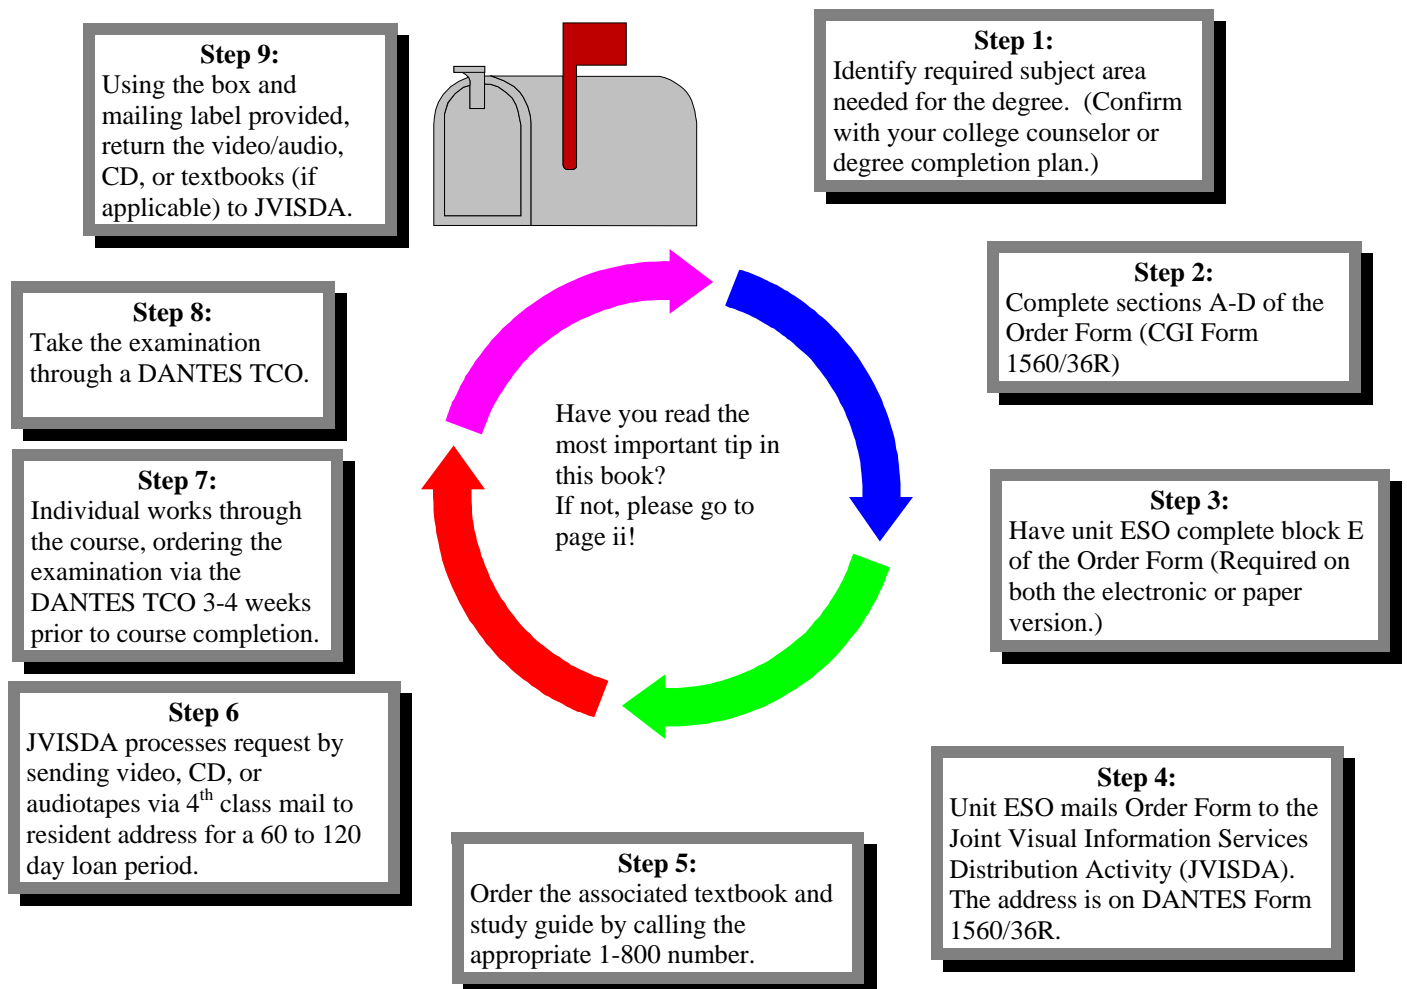 Step 1:
Identify required subject area
needed for the degree.  (Confirm
with your college counselor or
degree completion plan.)
Step 2:
Complete sections A-D of the
Order Form (CGI Form
1560/36R)
Step 3:
Have unit ESO complete block E
of the Order Form (Required on
both the electronic or paper
version.)
Step 4:
Unit ESO mails Order Form to the
Joint Visual Information Services
Distribution Activity (JVISDA).
The address is on DANTES Form
1560/36R.
Step 5:
Order the associated textbook and
study guide by calling the
appropriate 1-800 number.
Step 6
JVISDA processes request by
sending video, CD, or
audiotapes via 4th class mail to
resident address for a 60 to 120
day loan period.
Step 7:
Individual works through
the course, ordering the
examination via the
DANTES TCO 3-4 weeks
prior to course completion.
Step 8:
Take the examination
through a DANTES TCO.
Step 9:
Using the box and
mailing label provided,
return the video/audio,
CD, or textbooks (if
applicable) to JVISDA.
Have you read the
most important tip in
this book?
If not, please go to
page ii!